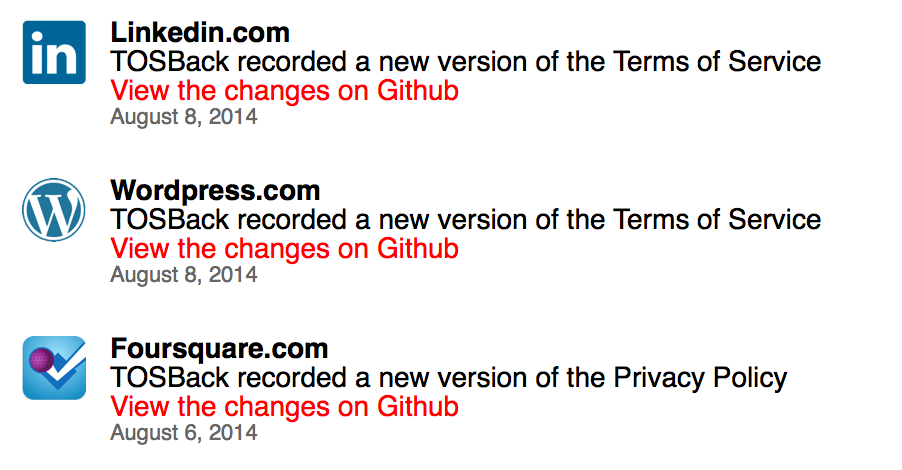 in
Linkedin.com
TOSBack recorded a new version of the Terms of Service
View the changes on Github
August 8, 2014
W
Wordpress.com
TOSBack recorded a new version of the Terms of Service
View the changes on Github
August 8, 2014
Foursquare.com
TOSBack recorded a new version of the Privacy Policy
View the changes on Github
August 6, 2014